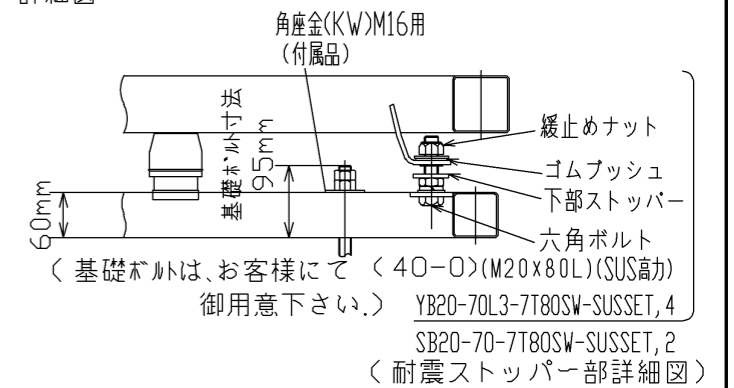 詳細図
角座金(KW)M16用
(付属品)
緩止めナット
ゴムブッシュ
下部ストッパー
六角ボルト
基礎ボルト寸法
95mm
60mm
(基礎ボルトは、お客様にて
御用意下さい.)
(40-0)(M20X80L)(SUS高力)
YB20-70L3-7T80SW-SUSSET,4
SB20-70-7T80SW-SUSSET,2
(耐震ストッパー部詳細図)